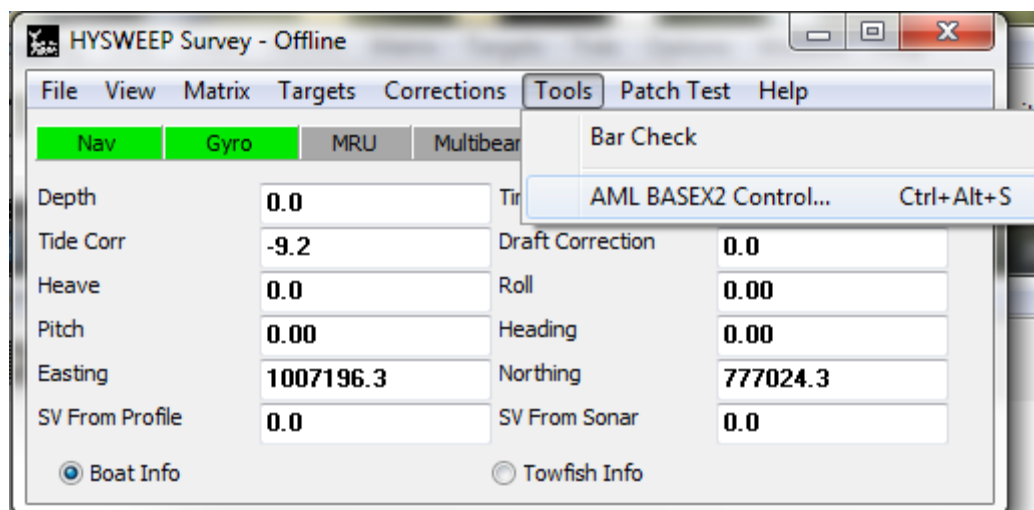 HYSWEEP Survey - Offline
File View Matrix Targets Corrections Tools Patch Test Help
Nav Gyro MRU
Bar Check
AML BASEX2 Control... Ctrl+Alt+S
Depth 0.0
Tide Corr -9.2 Draft Correction 0.0
Heave 0.0 Roll 0.00
Pitch 0.00 Heading 0.00
Easting 1007196.3 Northing 777024.3
SV From Profile 0.0 SV From Sonar 0.0
Boat Info Towfish Info